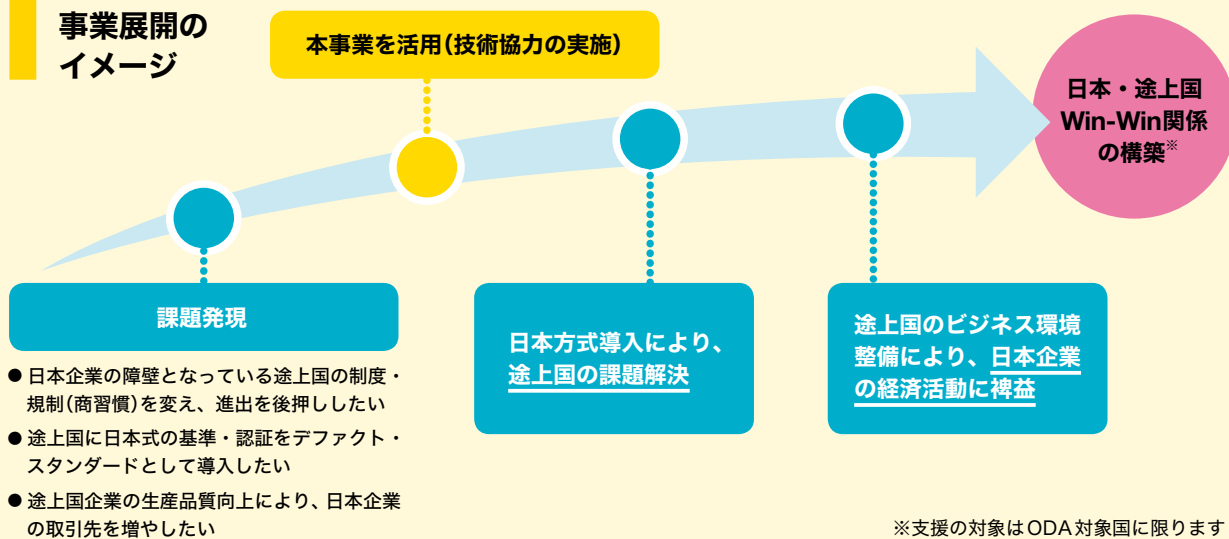 事業展開の
イメージ
本事業を活用(技術協力の実施)
日本・途上国
Win-Win関係
の構築※
課題発現
● 日本企業の障壁となっている途上国の制度・
規制(商習慣)を変え、進出を後押ししたい
● 途上国に日本式の基準・認証をデファクト・
スタンダードとして導入したい
● 途上国企業の生産品質向上により、日本企業
の取引先を増やしたい
日本方式導入により、
途上国の課題解決
途上国のビジネス環境
整備により、日本企業
の経済活動に裨益
※支援の対象はODA対象国に限ります